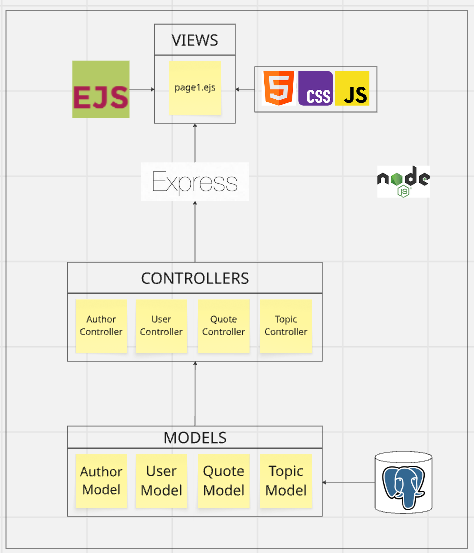 VIEWS
EJS
page1.ejs
5
CSS
JS
Express
node
JS
CONTROLLERS
Author
Controller
User
Controller
Quote
Controller
Topic
Controller
MODELS
Author
Model
User
Model
Quote
Model
Topic
Model